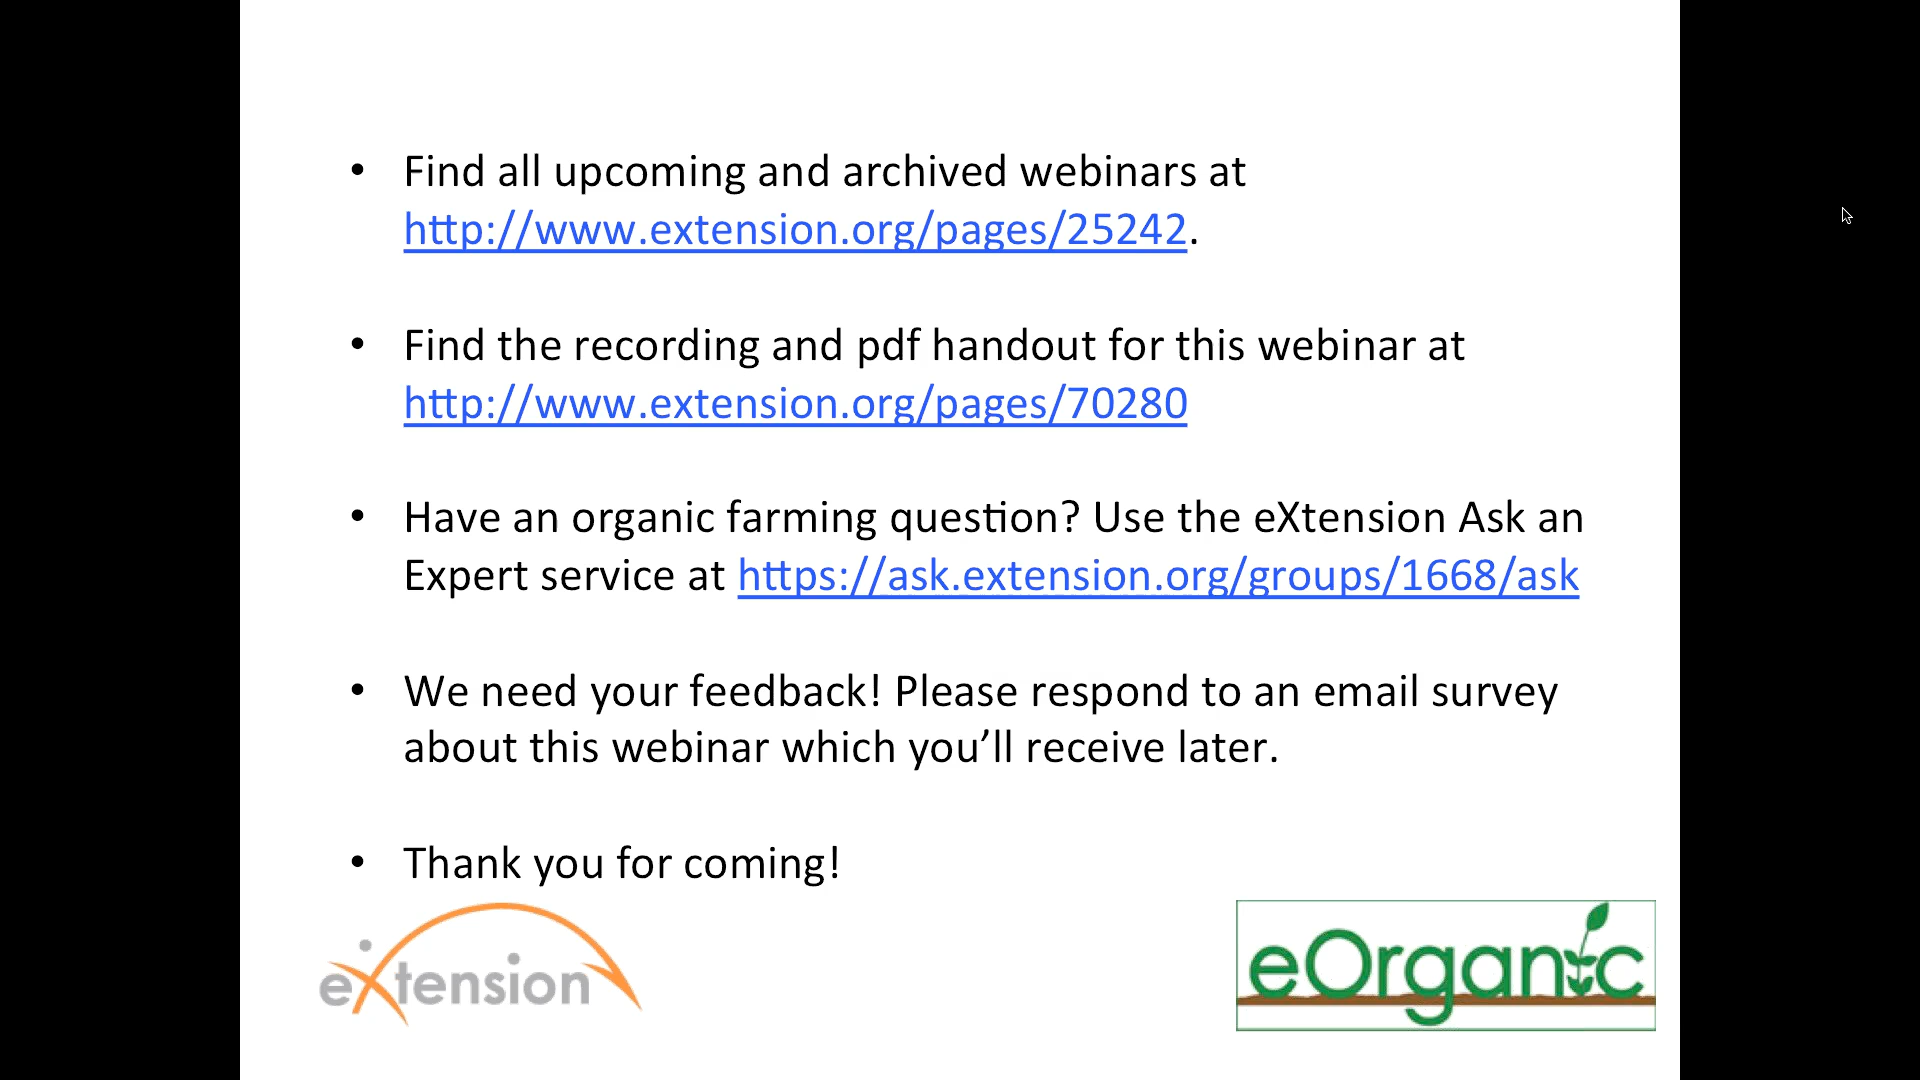 • Find all upcoming and archived webinars at
http://www.extension.org/pages/25242.
• Find the recording and pdf handout for this webinar at
http://www.extension.org/pages/70280
• Have an organic farming question? Use the eXtension Ask an
Expert service at https://ask.extension.org/groups/1668/ask
• We need your feedback! Please respond to an email survey
about this webinar which you’ll receive later.
• Thank you for coming!
eXtension
eOrganic